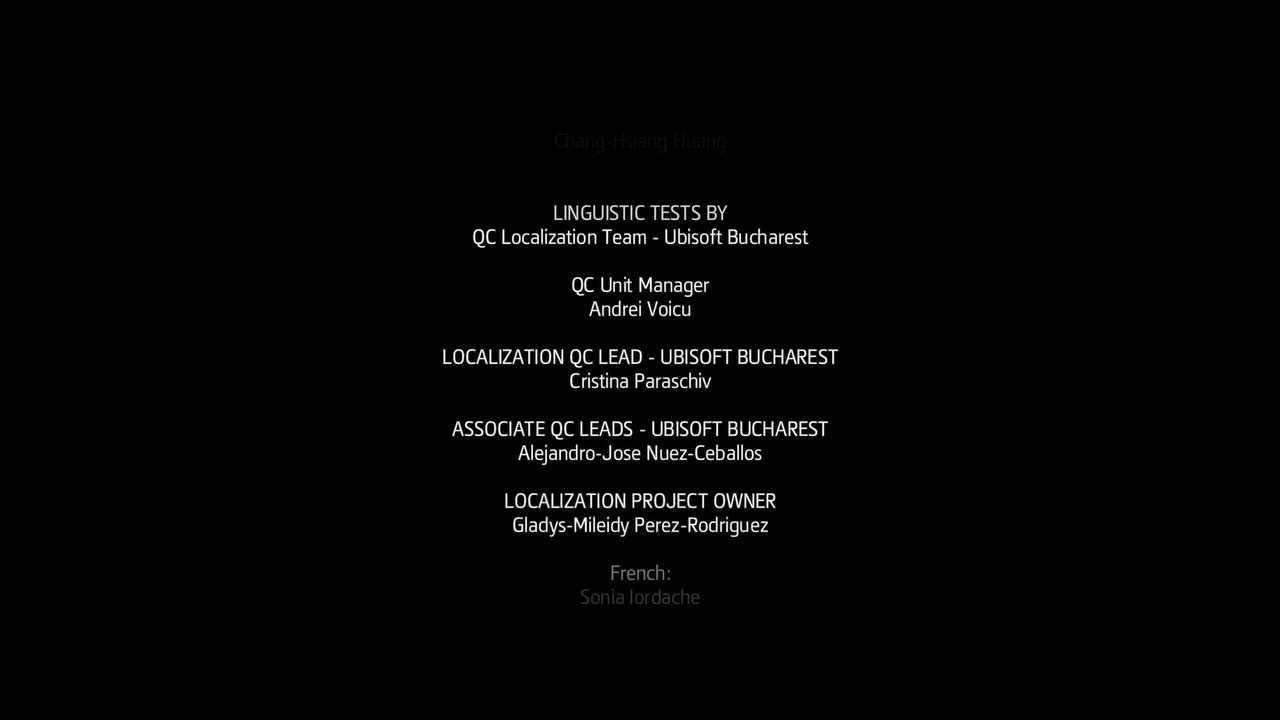 Chang-Hsiang Huang
LINGUISTIC TESTS BY
QC Localization Team - Ubisoft Bucharest
QC Unit Manager
Andrei Voicu
LOCALIZATION QC LEAD - UBISOFT BUCHAREST
Cristina Paraschiv
ASSOCIATE QC LEADS - UBISOFT BUCHAREST
Alejandro-Jose Nuez-Ceballos
LOCALIZATION PROJECT OWNER
Gladys-Mileidy Perez-Rodriguez
French:
Sonia Iordache